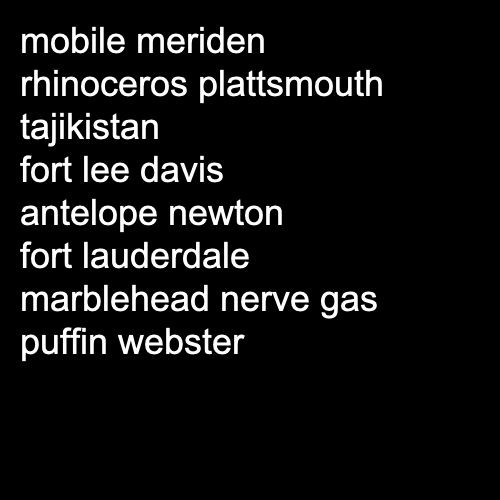 mobile meriden
rhinoceros plattsmouth
tajikistan
fort lee davis
antelope newton
fort lauderdale
marblehead nerve gas
puffin webster